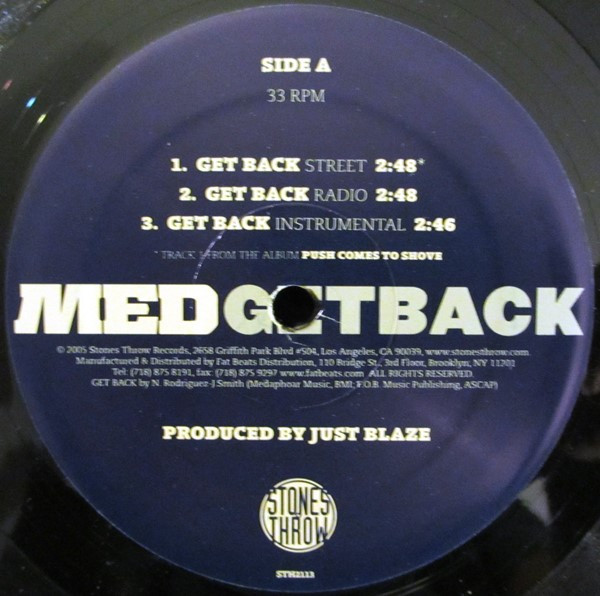 SIDE A
33 RPM
1. GET BACK STREET 2:48*
2. GET BACK RADIO 2:48
3. GET BACK INSTRUMENTAL 2:46
* TRACK 1 FROM THE ALBUM PUSH COMES TO SHOVE
MED GETBACK
© 2005 Stones Throw Records, 2658 Griffith Park Blvd #504, Los Angeles, CA 90039, www.stonesthrow.com
Manufactured & Distributed by Fat Beats Distribution, 110 Bridge St., 3rd Floor, Brooklyn, NY 11201
Tel: (718) 875 8191, fax: (718) 875 9297 www.fatbeats.com ALL RIGHTS RESERVED.
GET BACK by N. Rodriguez-J Smith (Medaphoar Music, BMI; F.O.B. Music Publishing, ASCAP)
PRODUCED BY JUST BLAZE
STONES
THROW
STH2113